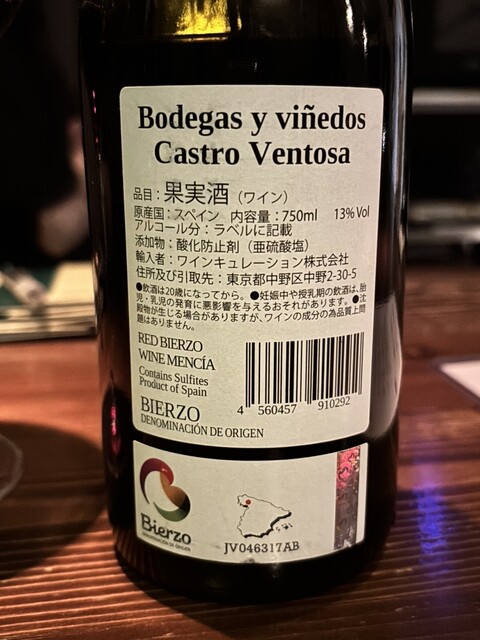 Bodegas y viñedos
Castro Ventosa
品目：果実酒（ワイン）
原産国：スペイン 内容量：750ml 13% Vol
アルコール分：ラベルに記載
添加物：酸化防止剤（亜硫酸塩）
輸入者：ワインキュレーション株式会社
住所及び引取先：東京都中野区中野2-30-5
●飲酒は20歳になってから。●妊娠中や授乳期の飲酒は、胎
児・乳児の発育に悪影響を与えるおそれがあります。●沈
殿物が生じる場合がありますが、ワインの成分の為品質上問
題はありません。
RED BIERZO
WINE MENCÍA
Contains Sulfites
Product of Spain
BIERZO
DENOMINACIÓN DE ORIGEN
4 560457 910292
Bierzo
DENOMINACIÓN DE ORIGEN
JV046317AB